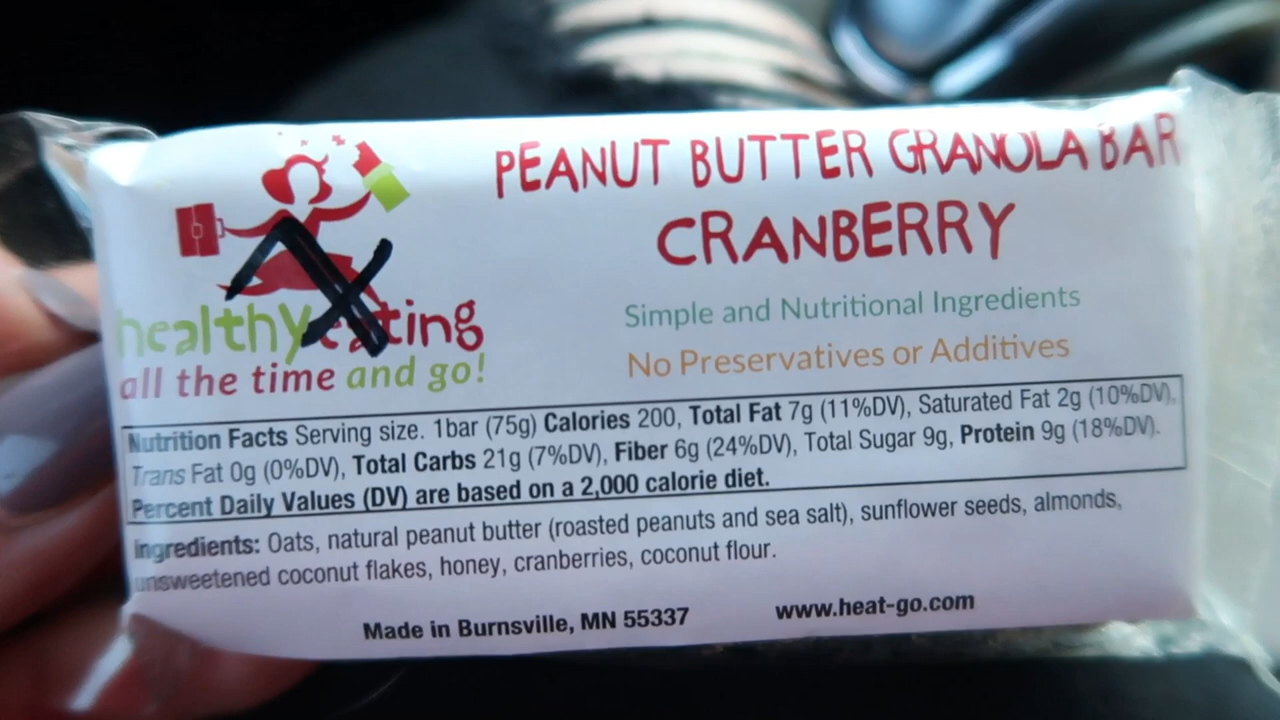 PEANUT BUTTER GRANOLA BAR
CRANBERRY
healthy eating
all the time and go!
Simple and Nutritional Ingredients
No Preservatives or Additives
Nutrition Facts Serving size. 1bar (75g) Calories 200, Total Fat 7g (11%DV), Saturated Fat 2g (10%DV),
Trans Fat 0g (0%DV), Total Carbs 21g (7%DV), Fiber 6g (24%DV), Total Sugar 9g, Protein 9g (18%DV).
Percent Daily Values (DV) are based on a 2,000 calorie diet.
Ingredients: Oats, natural peanut butter (roasted peanuts and sea salt), sunflower seeds, almonds,
unsweetened coconut flakes, honey, cranberries, coconut flour.
Made in Burnsville, MN 55337
www.heat-go.com